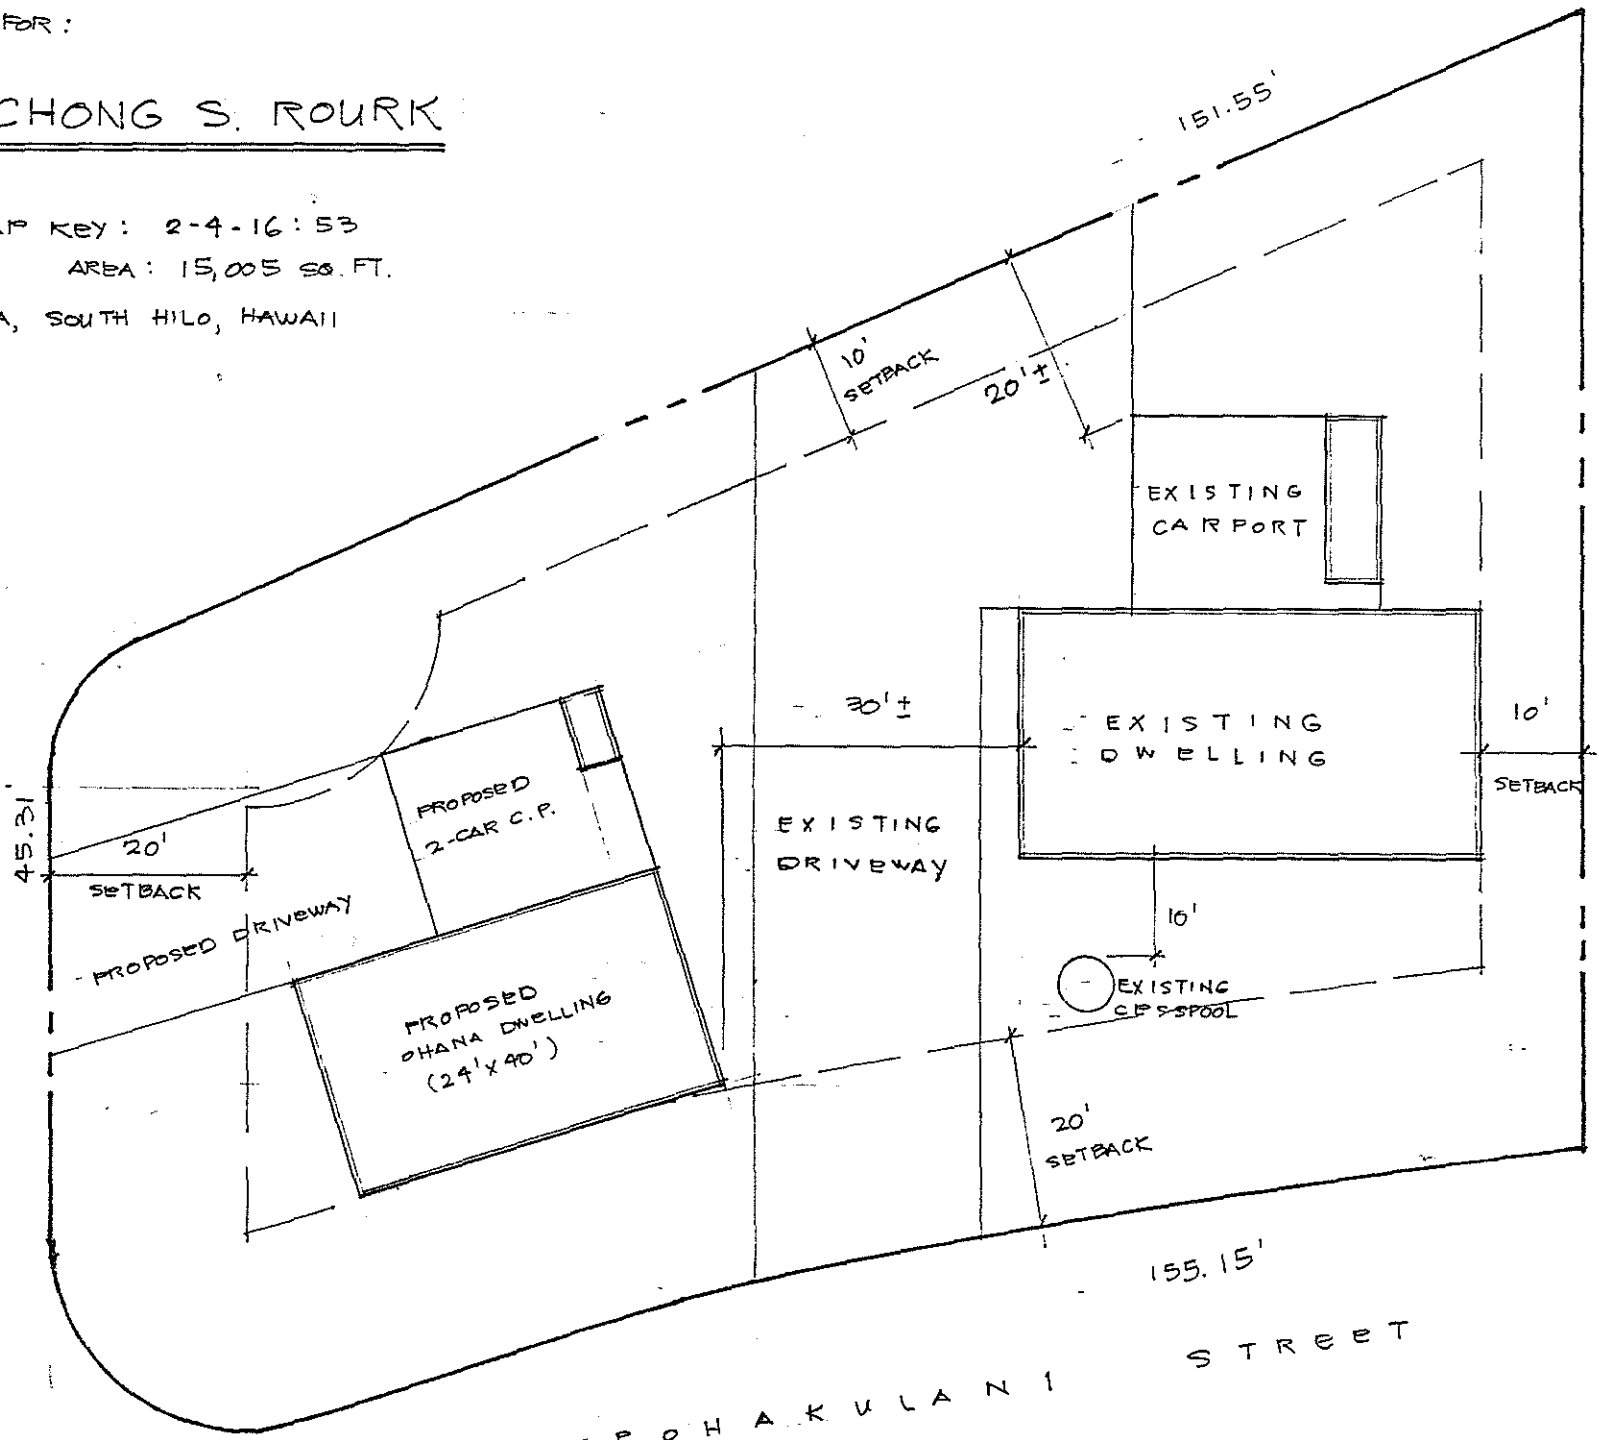 FOR:
CHONG S. ROURK
KEY: 2-4-16:53
AREA: 15,005 SQ. FT.
SOUTH HILO, HAWAII
151.55'
10'
SETBACK
20'±
EXISTING
CARPORT
30'±
EXISTING
DWELLING
10'
SETBACK
PROPOSED
2-CAR C.P.
EXISTING
DRIVEWAY
45.31'
20'
SETBACK
PROPOSED DRIVEWAY
10'
EXISTING
CESSPOOL
PROPOSED
OHANA DWELLING
(24'X40')
20'
SETBACK
155.15'
POHAKULANI STREET